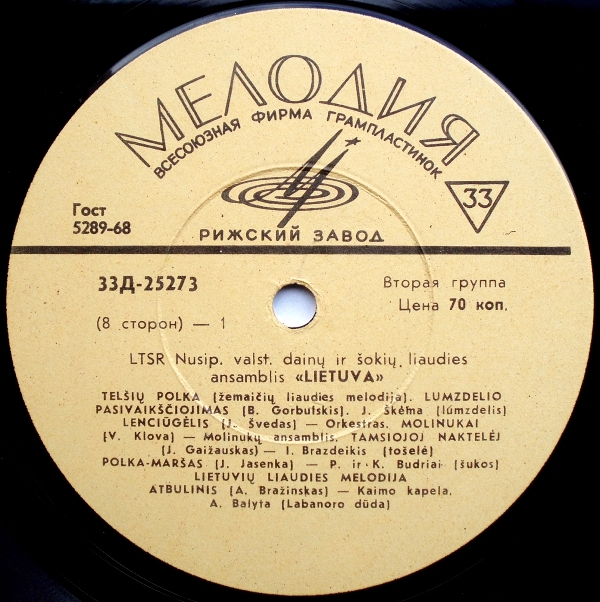 МЕЛОДИЯ
ВСЕСОЮЗНАЯ ФИРМА ГРАМПЛАСТИНОК
33
Гост
5289-68
РИЖСКИЙ ЗАВОД
33Д-25273
Вторая группа
Цена 70 коп.
(8 сторон) — 1
LTSR Nusip. valst. dainų ir šokių, liaudies
ansamblis «LIETUVA»
TELŠIŲ POLKA (žemaičių liaudies melodija). LUMZDELIO
PASIVAIKŠČIOJIMAS (B. Gorbulskis). J. Škėma (lúmzdelis)
LENCIŪGĖLIS (J. Švedas) — Orkestras. MOLINUKAI
(V. Klova) — Molinukų ansamblis. TAMSIOJOJ NAKTELĖJ
(J. Gaižauskas) — I. Brazdeikis (tošelė)
POLKA-MARŠAS (J. Jasenka) — P. ir K. Budriai (šukos)
LIETUVIŲ LIAUDIES MELODIJA
ATBULINIS (A. Bražinskas) — Kaimo kapela.
A. Balyta (Labanoro dūda)